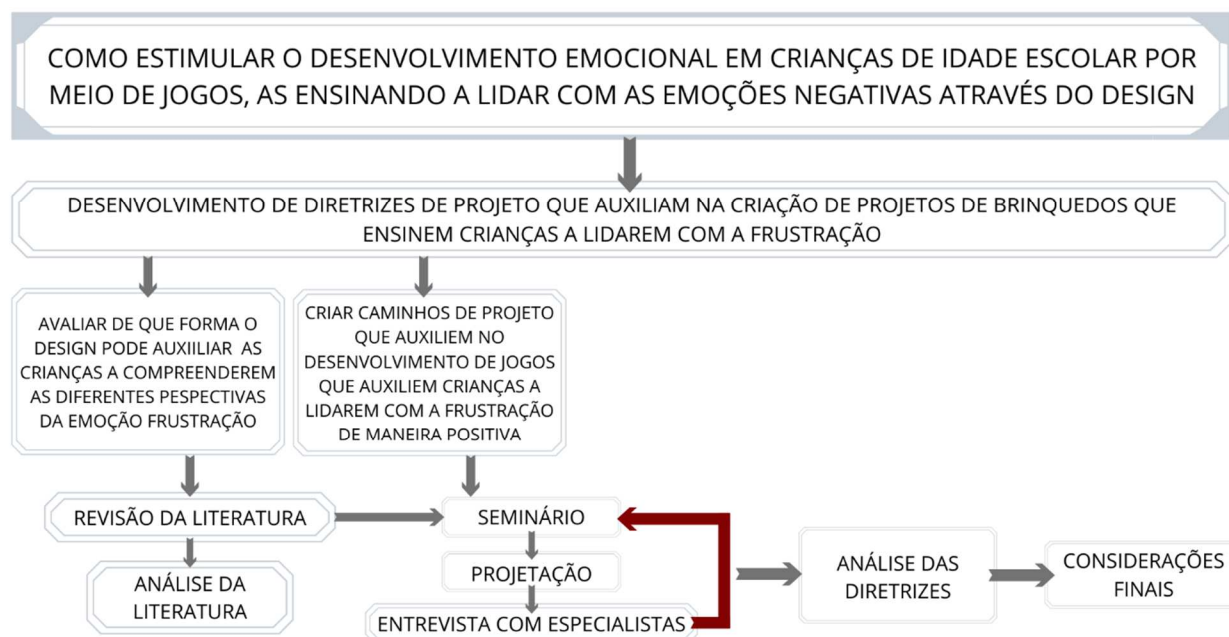 COMO ESTIMULAR O DESENVOLVIMENTO EMOCIONAL EM CRIANÇAS DE IDADE ESCOLAR POR
MEIO DE JOGOS, AS ENSINANDO A LIDAR COM AS EMOÇÕES NEGATIVAS ATRAVÉS DO DESIGN
DESENVOLVIMENTO DE DIRETRIZES DE PROJETO QUE AUXILIAM NA CRIAÇÃO DE PROJETOS DE BRINQUEDOS QUE
ENSINEM CRIANÇAS A LIDAREM COM A FRUSTRAÇÃO
AVALIAR DE QUE FORMA O
DESIGN PODE AUXIILIAR AS
CRIANÇAS A COMPREENDEREM
AS DIFERENTES PESPECTIVAS
DA EMOÇÃO FRUSTRAÇÃO
CRIAR CAMINHOS DE PROJETO
QUE AUXILIEM NO
DESENVOLVIMENTO DE JOGOS
QUE AUXILIEM CRIANÇAS A
LIDAREM COM A FRUSTRAÇÃO
DE MANEIRA POSITIVA
REVISÃO DA LITERATURA
SEMINÁRIO
ANÁLISE DA
LITERATURA
PROJETAÇÃO
ENTREVISTA COM ESPECIALISTAS
ANÁLISE DAS
DIRETRIZES
CONSIDERAÇÕES
FINAIS